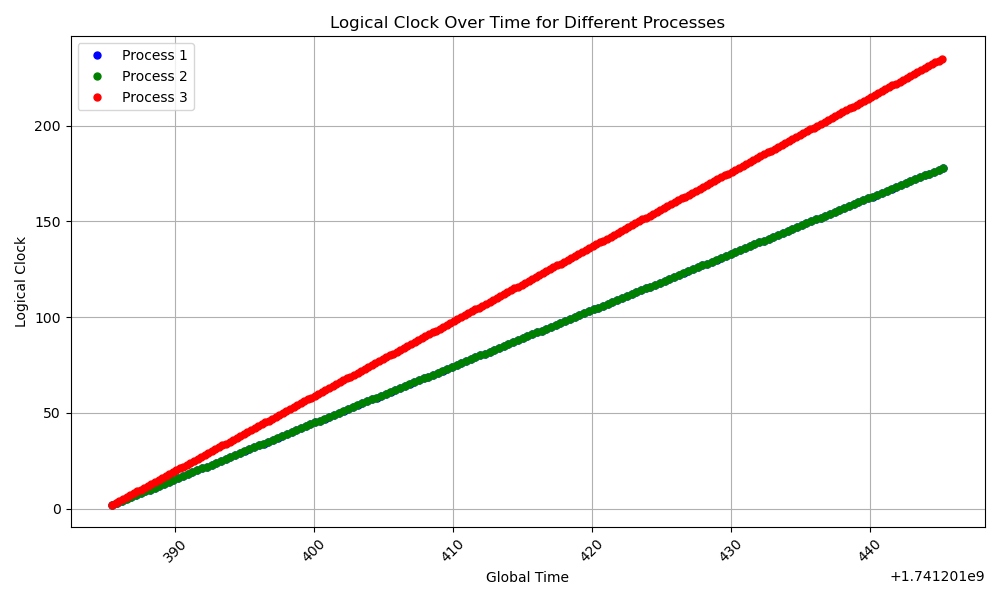 Logical Clock Over Time for Different Processes
Process 1
Process 2
Process 3
Logical Clock
200
150
100
50
0
390
400
410
420
430
440
Global Time
+1.741201e9